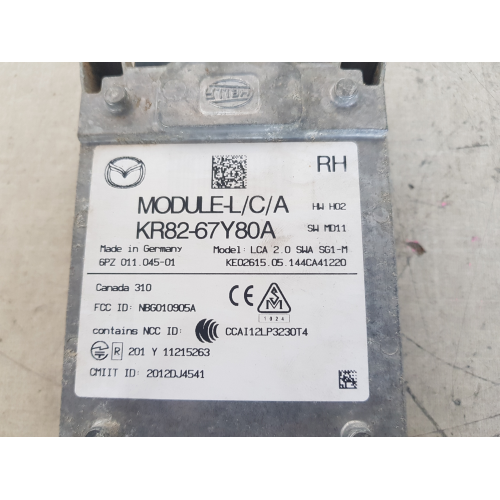 HELLA
RH
MODULE-L/C/A HW H02
KR82-67Y80A SW MD11
Made in Germany Model: LCA 2.0 SWA SG1-M
6PZ 011.045-01 KE02615.05 144CA41220
Canada 310
FCC ID: NBG010905A
CE
1924
contains NCC ID: CCAI12LP3230T4
R 201 Y 11215263
CMIIT ID: 2012DJ4541